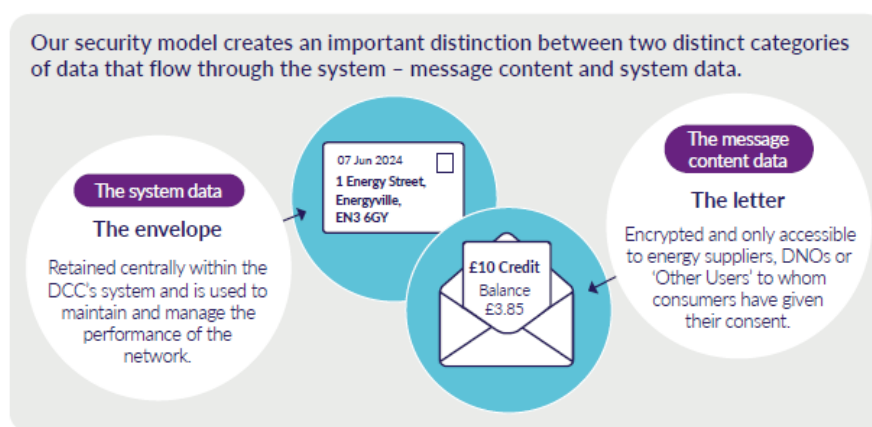 Our security model creates an important distinction between two distinct categories
of data that flow through the system – message content and system data.
The system data
The envelope
Retained centrally within the
DCC's system and is used to
maintain and manage the
performance of the
network.
07 Jun 2024
1 Energy Street,
Energyville,
EN3 6GY
£10 Credit
Balance
£3.85
The message
content data
The letter
Encrypted and only accessible
to energy suppliers, DNOs or
'Other Users' to whom
consumers have given
their consent.